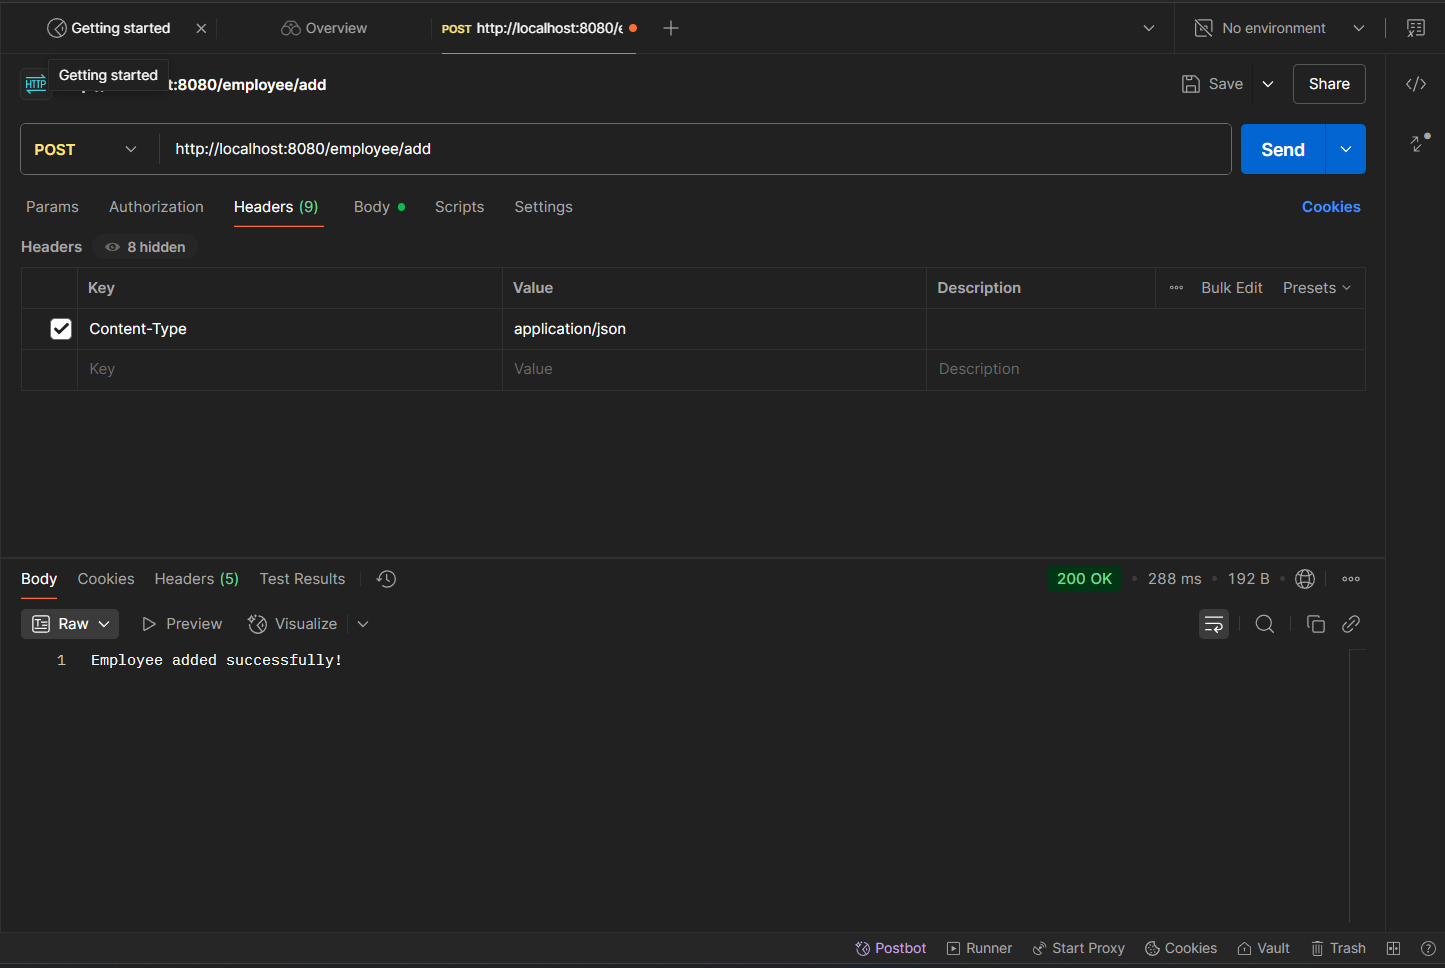 Getting started
Overview
POST http://localhost:8080/e
No environment
HTTP
Getting started
t:8080/employee/add
Save
Share
POST
http://localhost:8080/employee/add
Send
Params
Authorization
Headers (9)
Body
Scripts
Settings
Cookies
Headers
8 hidden
Key
Value
Description
Bulk Edit
Presets
Content-Type
application/json
Key
Value
Description
Body
Cookies
Headers (5)
Test Results
200 OK
288 ms
192 B
Raw
Preview
Visualize
1
Employee added successfully!
Postbot
Runner
Start Proxy
Cookies
Vault
Trash